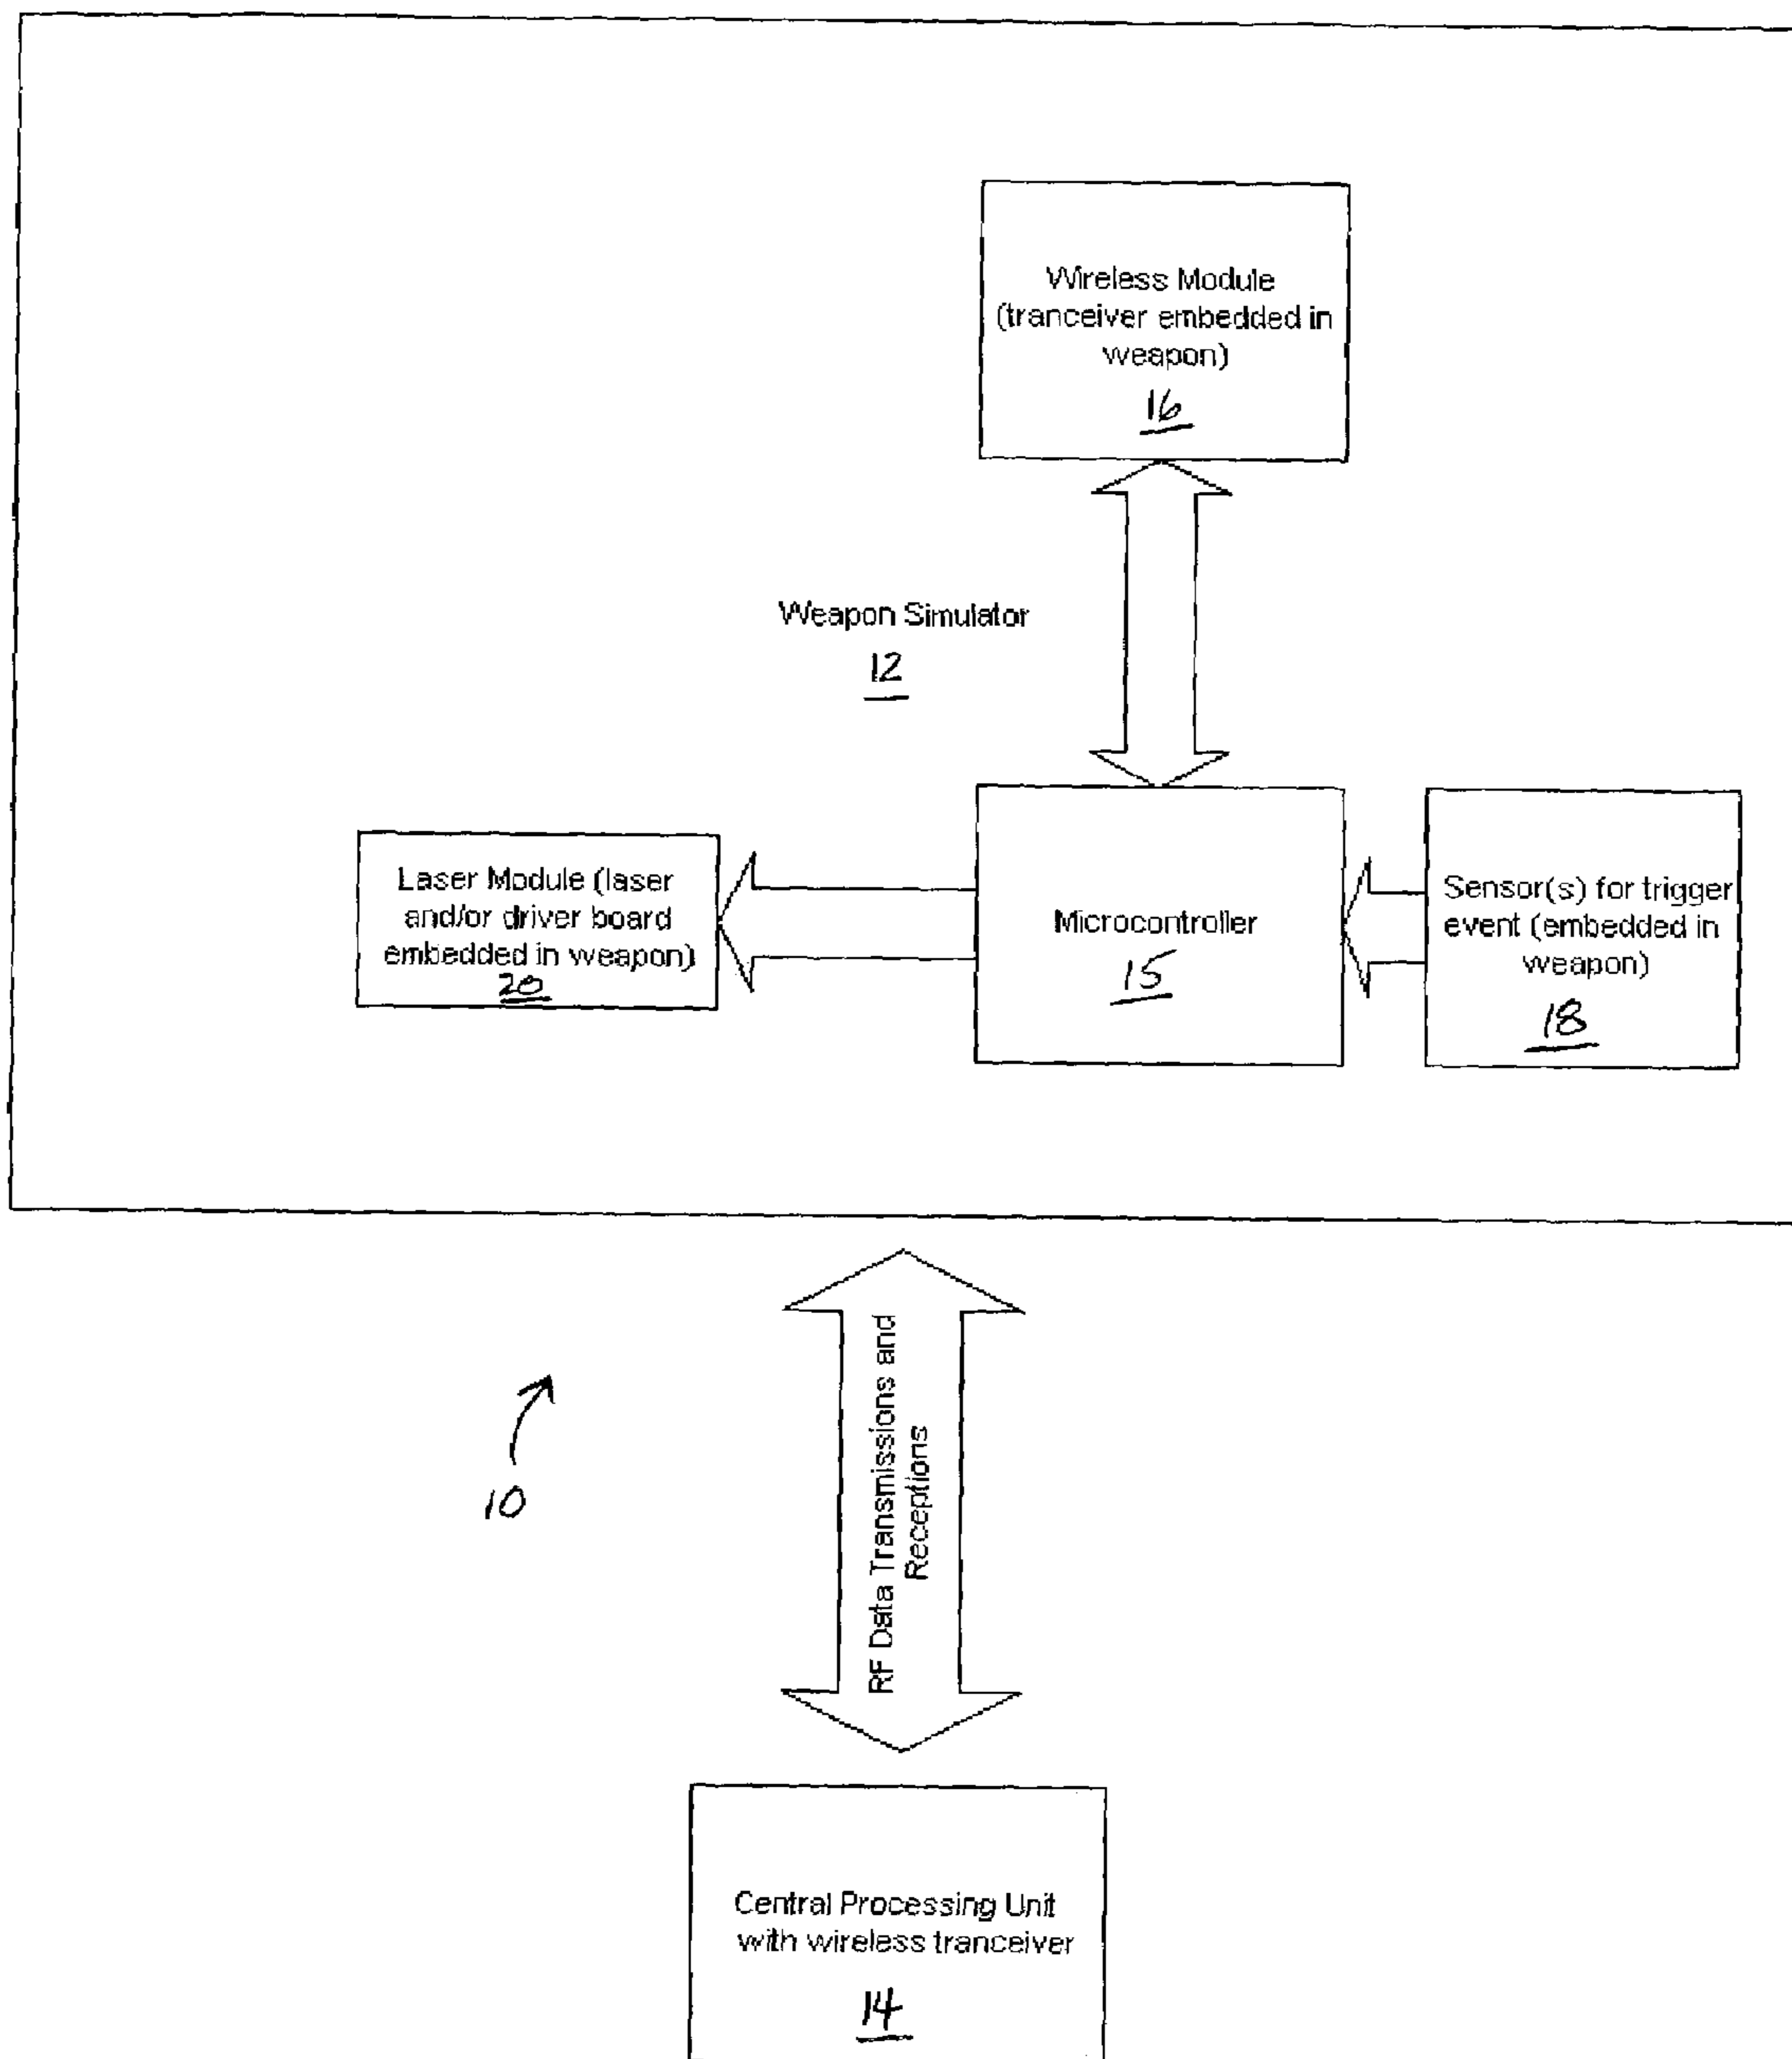 Wireless Module
(tranceiver embedded in
weapon)
16
Weapon Simulator
12
Laser Module (laser
and/or driver board
embedded in weapon)
20
Microcontroller
15
Sensor(s) for trigger
event (embedded in
weapon)
18
RF Data Transmissions and
Receptions
10
Central Processing Unit
with wireless tranceiver
14